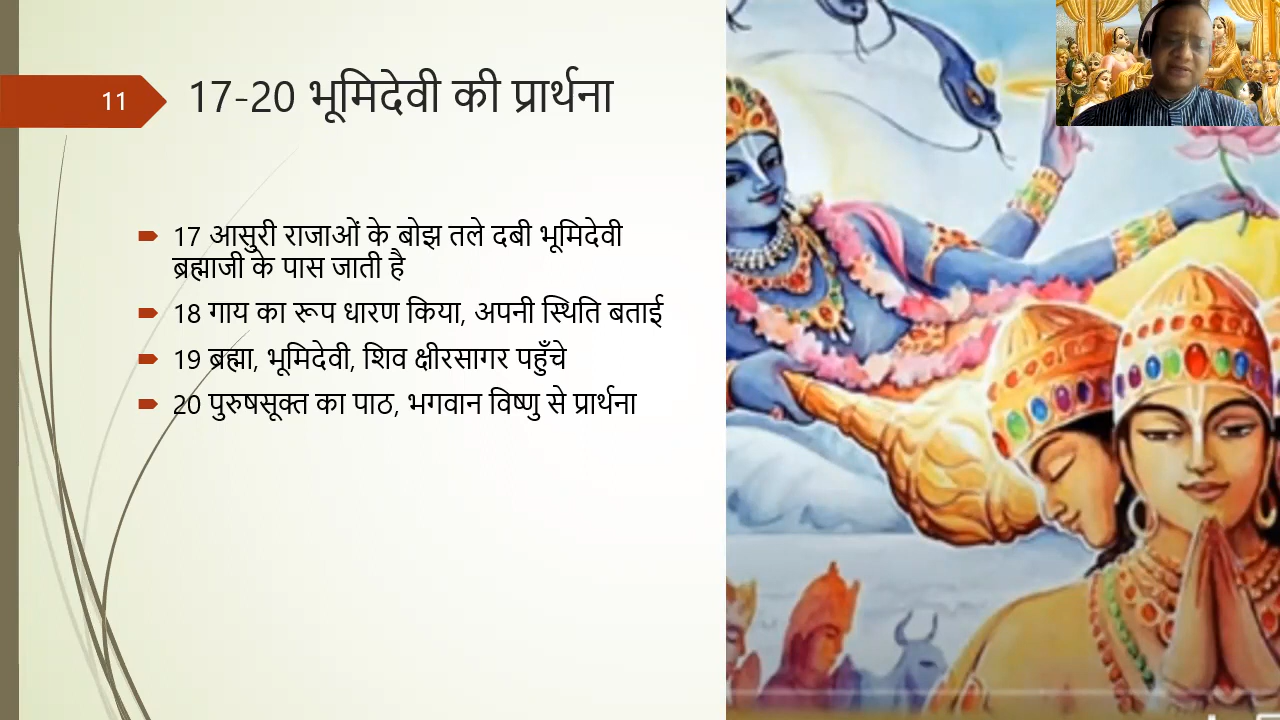 11
17-20 भूमिदेवी की प्रार्थना
17 आसुरी राजाओं के बोझ तले दबी भूमिदेवी
ब्रह्माजी के पास जाती है
18 गाय का रूप धारण किया, अपनी स्थिति बताई
19 ब्रह्मा, भूमिदेवी, शिव क्षीरसागर पहुँचे
20 पुरुषसूक्त का पाठ, भगवान विष्णु से प्रार्थना